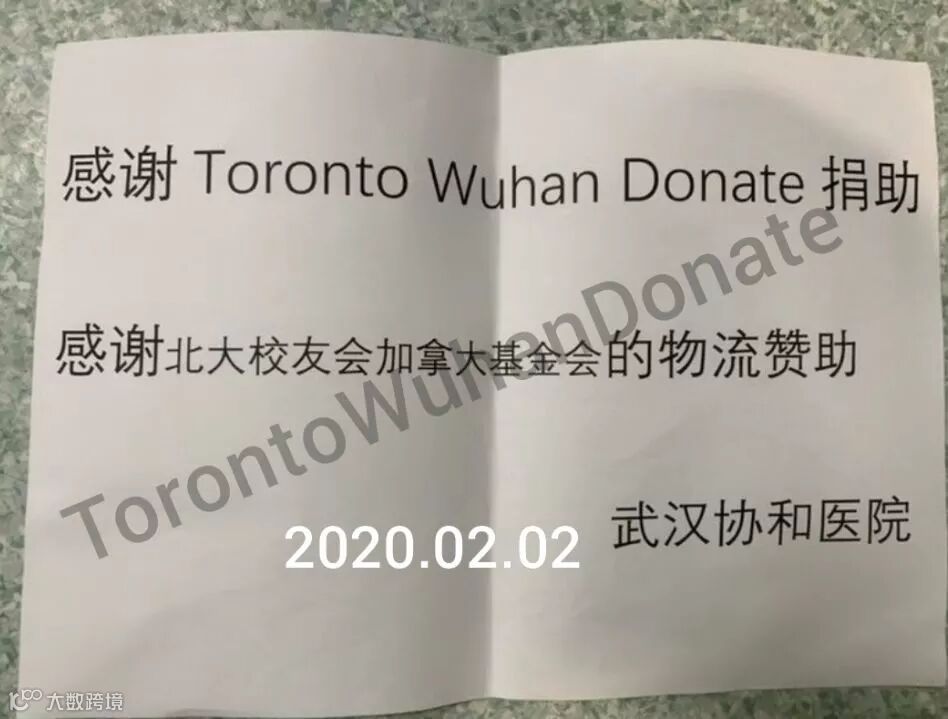 感谢 Toronto Wuhan Donate 捐助
感谢北大校友会加拿大基金会的物流赞助
TorontoWuhenDonate
2020.02.02
武汉协和医院
大数跨境